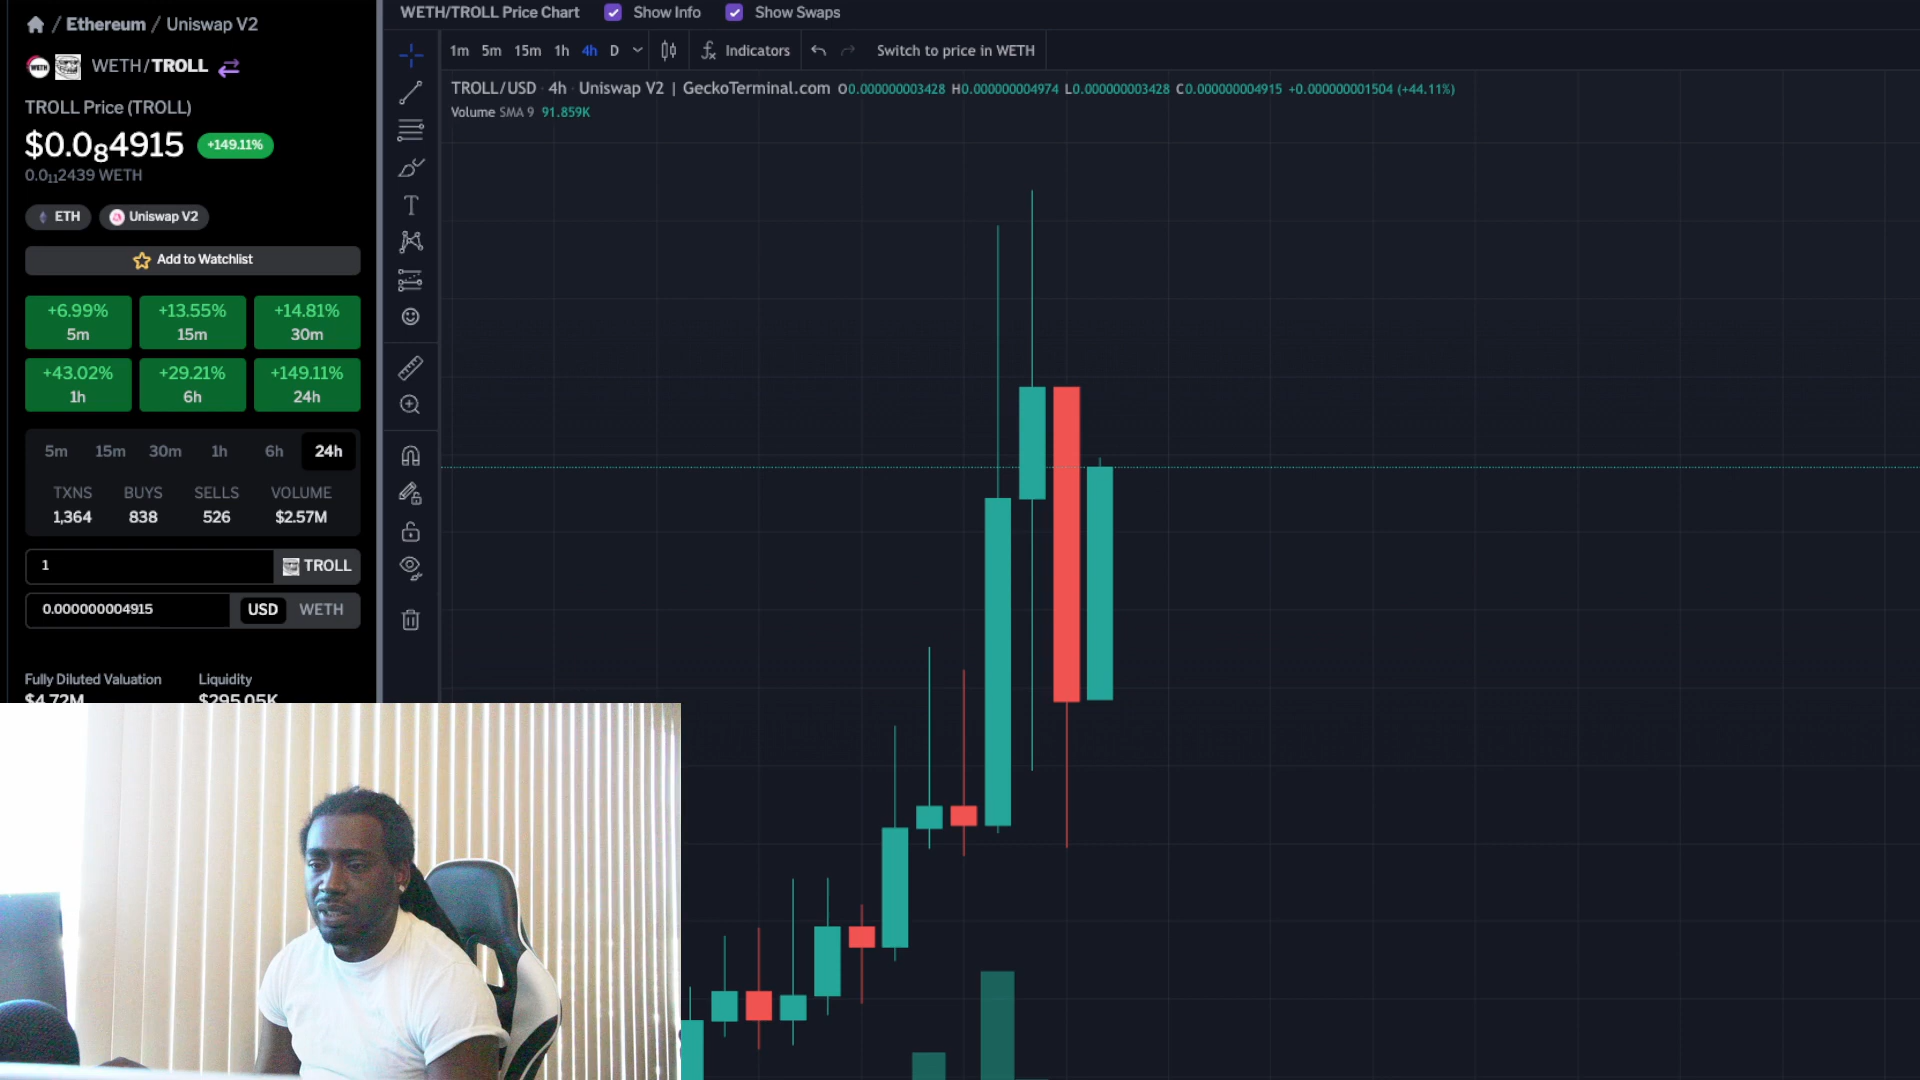 / Ethereum / Uniswap V2
WETH/TROLL
TROLL Price (TROLL)
$0.0₈4915 +149.11%
0.0₁₁2439 WETH
ETH Uniswap V2
Add to Watchlist
+6.99% +13.55% +14.81%
5m 15m 30m
+43.02% +29.21% +149.11%
1h 6h 24h
5m 15m 30m 1h 6h 24h
TXNS BUYS SELLS VOLUME
1,364 838 526 $2.57M
1 TROLL
0.000000004915 USD WETH
Fully Diluted Valuation Liquidity
$4.72M $295.05K
WETH/TROLL Price Chart Show Info Show Swaps
1m 5m 15m 1h 4h D Indicators Switch to price in WETH
TROLL/USD · 4h · Uniswap V2 | GeckoTerminal.com O0.000000003428 H0.000000004974 L0.000000003428 C0.000000004915 +0.000000001504 (+44.11%)
Volume SMA 9 91.859K